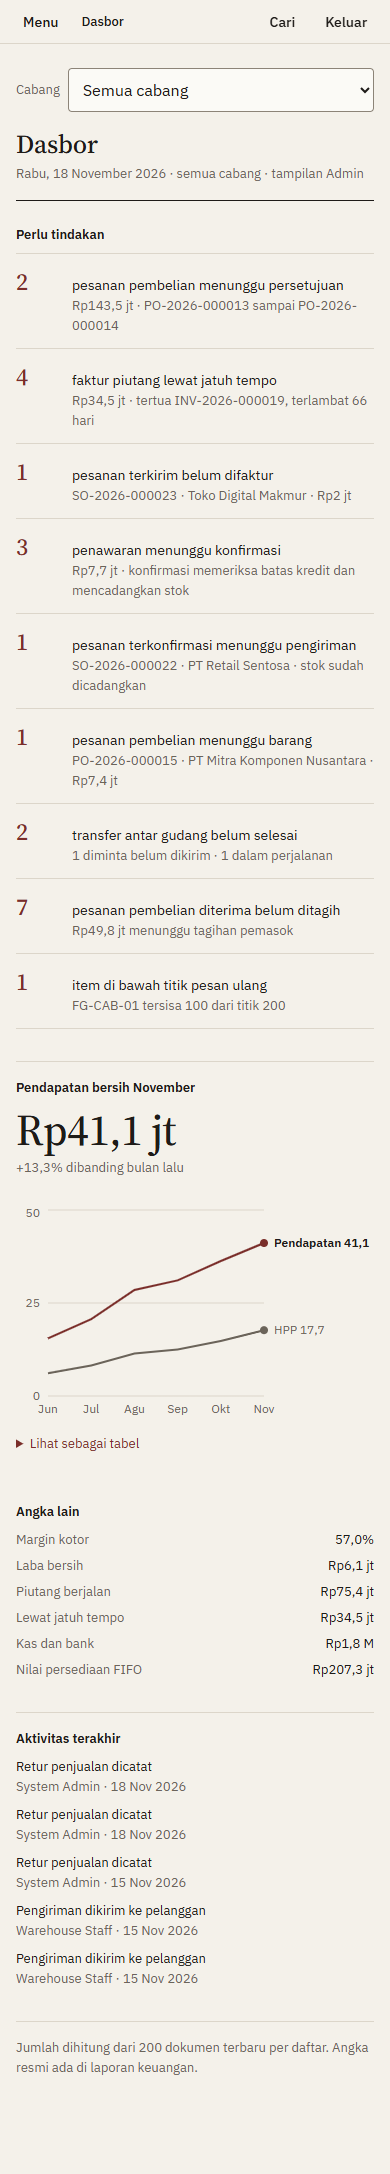 Menu Dasbor Cari Keluar
Cabang Semua cabang
Dasbor
Rabu, 18 November 2026 · semua cabang · tampilan Admin
Perlu tindakan
2 pesanan pembelian menunggu persetujuan
Rp143,5 jt · PO-2026-000013 sampai PO-2026-
000014
4 faktur piutang lewat jatuh tempo
Rp34,5 jt · tertua INV-2026-000019, terlambat 66
hari
1 pesanan terkirim belum difaktur
SO-2026-000023 · Toko Digital Makmur · Rp2 jt
3 penawaran menunggu konfirmasi
Rp7,7 jt · konfirmasi memeriksa batas kredit dan
mencadangkan stok
1 pesanan terkonfirmasi menunggu pengiriman
SO-2026-000022 · PT Retail Sentosa · stok sudah
dicadangkan
1 pesanan pembelian menunggu barang
PO-2026-000015 · PT Mitra Komponen Nusantara ·
Rp7,4 jt
2 transfer antar gudang belum selesai
1 diminta belum dikirim · 1 dalam perjalanan
7 pesanan pembelian diterima belum ditagih
Rp49,8 jt menunggu tagihan pemasok
1 item di bawah titik pesan ulang
FG-CAB-01 tersisa 100 dari titik 200
Pendapatan bersih November
Rp41,1 jt
+13,3% dibanding bulan lalu
50
Pendapatan 41,1
25
HPP 17,7
0
Jun Jul Agu Sep Okt Nov
Lihat sebagai tabel
Angka lain
Margin kotor 57,0%
Laba bersih Rp6,1 jt
Piutang berjalan Rp75,4 jt
Lewat jatuh tempo Rp34,5 jt
Kas dan bank Rp1,8 M
Nilai persediaan FIFO Rp207,3 jt
Aktivitas terakhir
Retur penjualan dicatat
System Admin · 18 Nov 2026
Retur penjualan dicatat
System Admin · 18 Nov 2026
Retur penjualan dicatat
System Admin · 15 Nov 2026
Pengiriman dikirim ke pelanggan
Warehouse Staff · 15 Nov 2026
Pengiriman dikirim ke pelanggan
Warehouse Staff · 15 Nov 2026
Jumlah dihitung dari 200 dokumen terbaru per daftar. Angka
resmi ada di laporan keuangan.